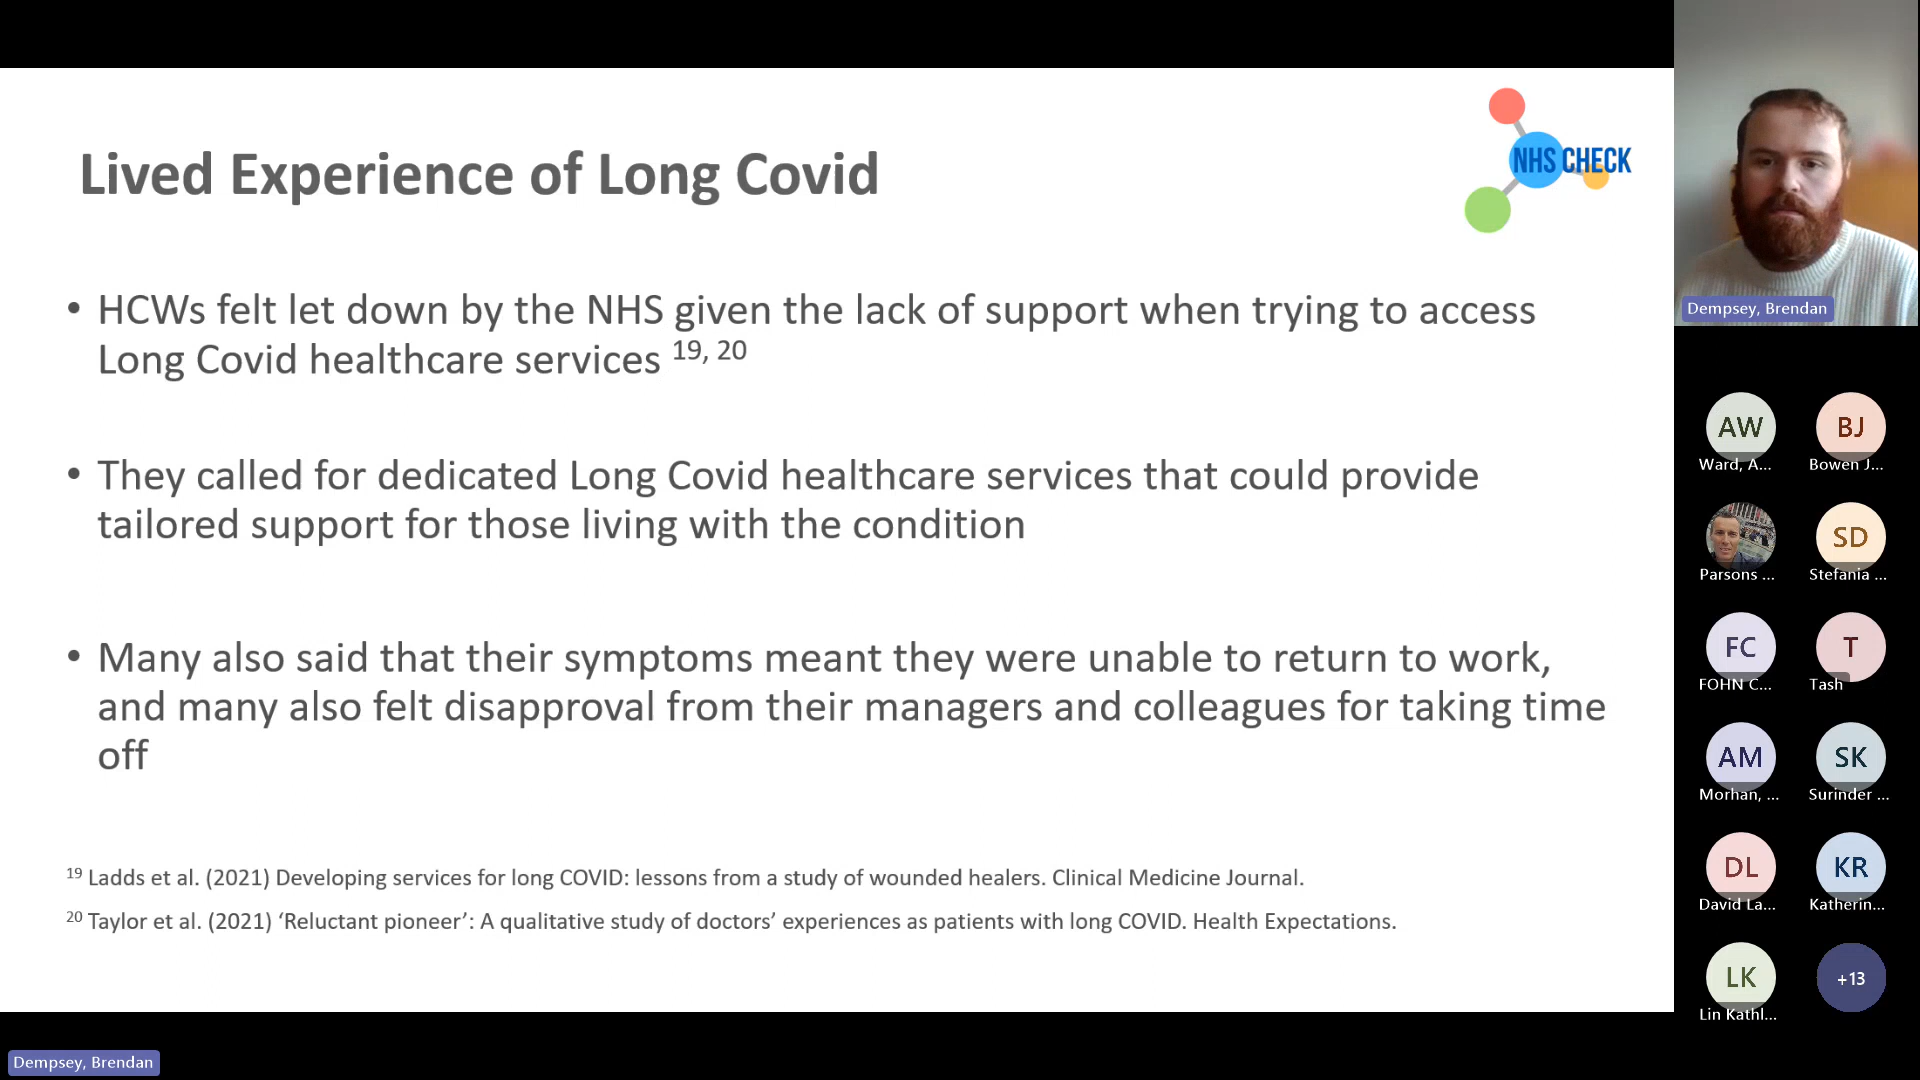 Lived Experience of Long Covid
NHS CHECK
• HCWs felt let down by the NHS given the lack of support when trying to access
Long Covid healthcare services 19, 20
• They called for dedicated Long Covid healthcare services that could provide
tailored support for those living with the condition
• Many also said that their symptoms meant they were unable to return to work,
and many also felt disapproval from their managers and colleagues for taking time
off
19 Ladds et al. (2021) Developing services for long COVID: lessons from a study of wounded healers. Clinical Medicine Journal.
20 Taylor et al. (2021) ‘Reluctant pioneer’: A qualitative study of doctors’ experiences as patients with long COVID. Health Expectations.
Dempsey, Brendan
Dempsey, Brendan
AW
Ward, A...
BJ
Bowen J...
Parsons ...
SD
Stefania ...
FC
FOHN C...
T
Tash
AM
Morhan, ...
SK
Surinder ...
DL
David La...
KR
Katherin...
LK
Lin Kathl...
+13